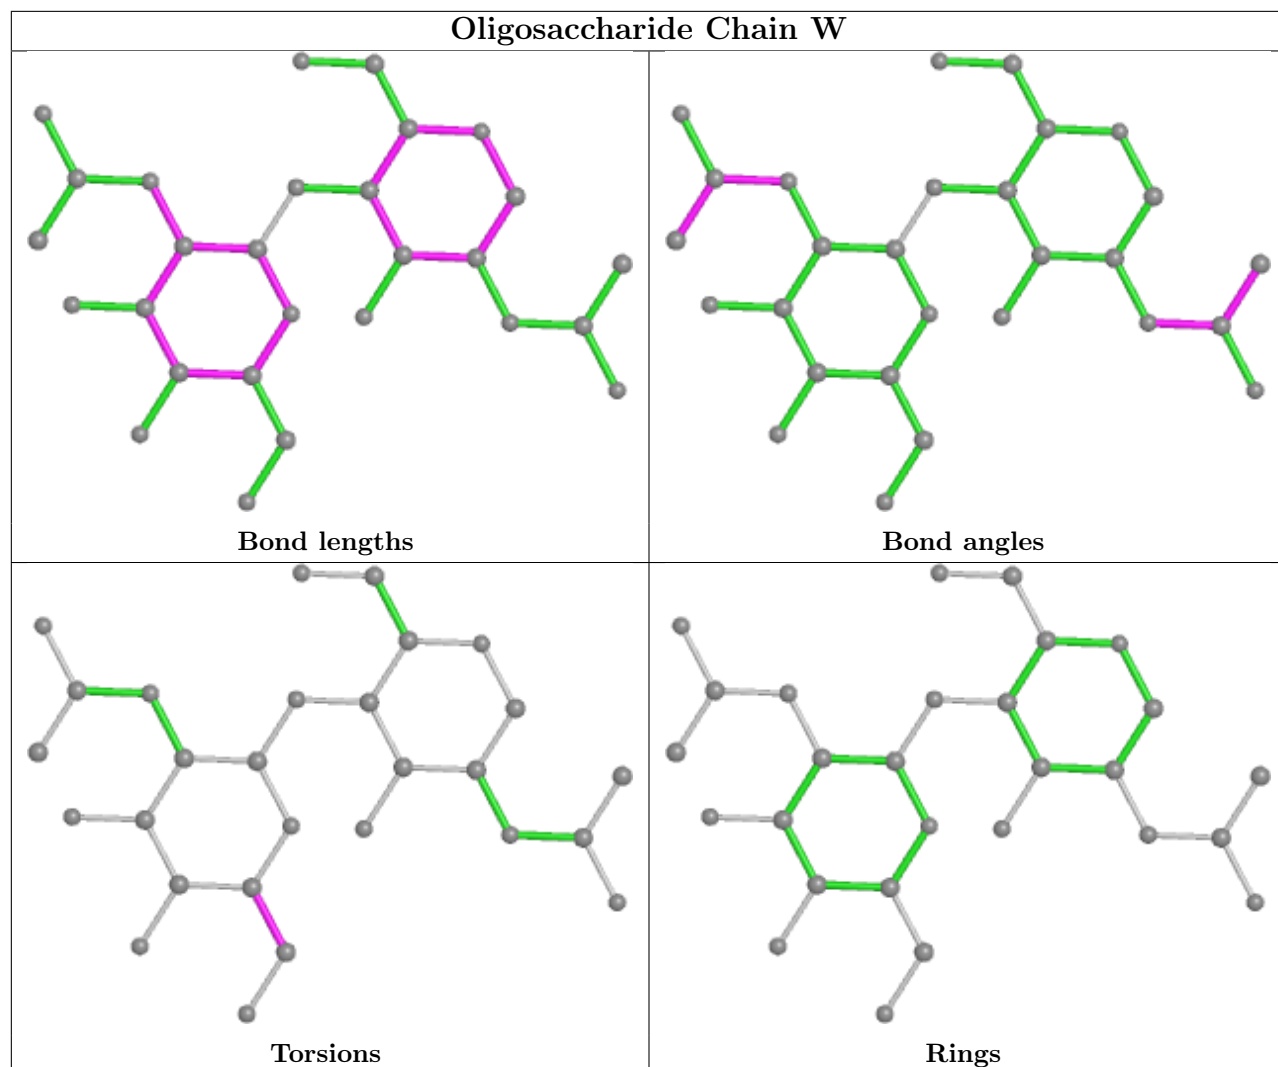 Oligosaccharide Chain W
Bond lengths
Bond angles
Torsions
Rings